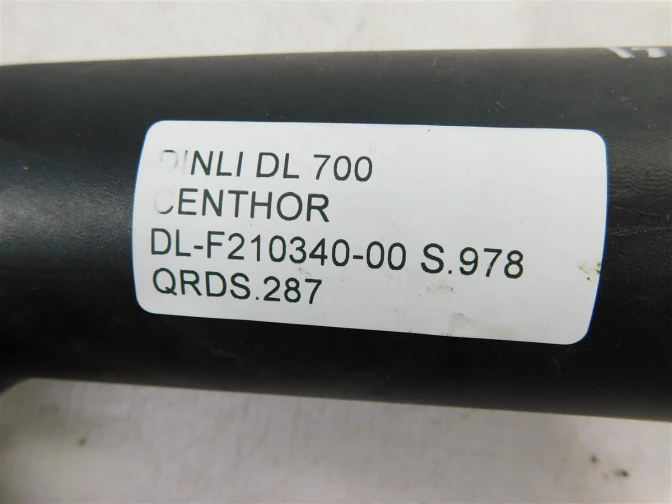 DINLI DL 700
CENTHOR
DL-F210340-00 S.978
QRDS.287